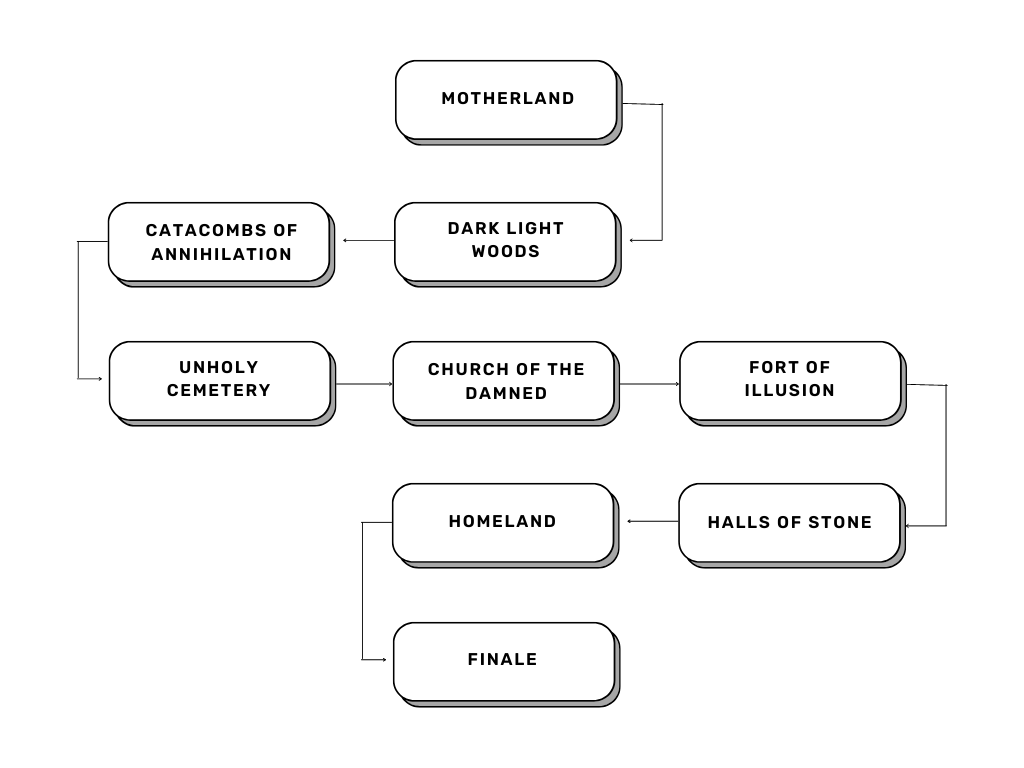 MOTHERLAND
DARK LIGHT
WOODS
CATACOMBS OF
ANNIHILATION
UNHOLY
CEMETERY
CHURCH OF THE
DAMNED
FORT OF
ILLUSION
HALLS OF STONE
HOMELAND
FINALE